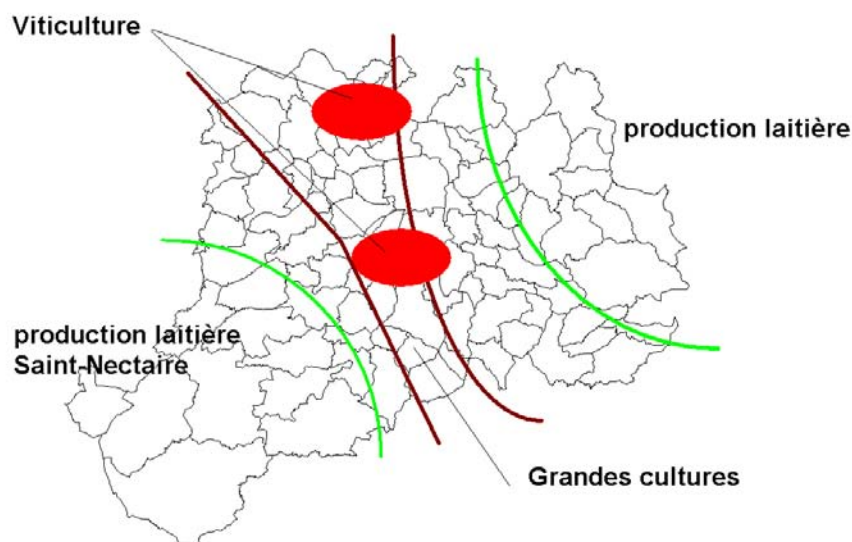 Viticulture
production laitière
production laitière
Saint-Nectaire
Grandes cultures